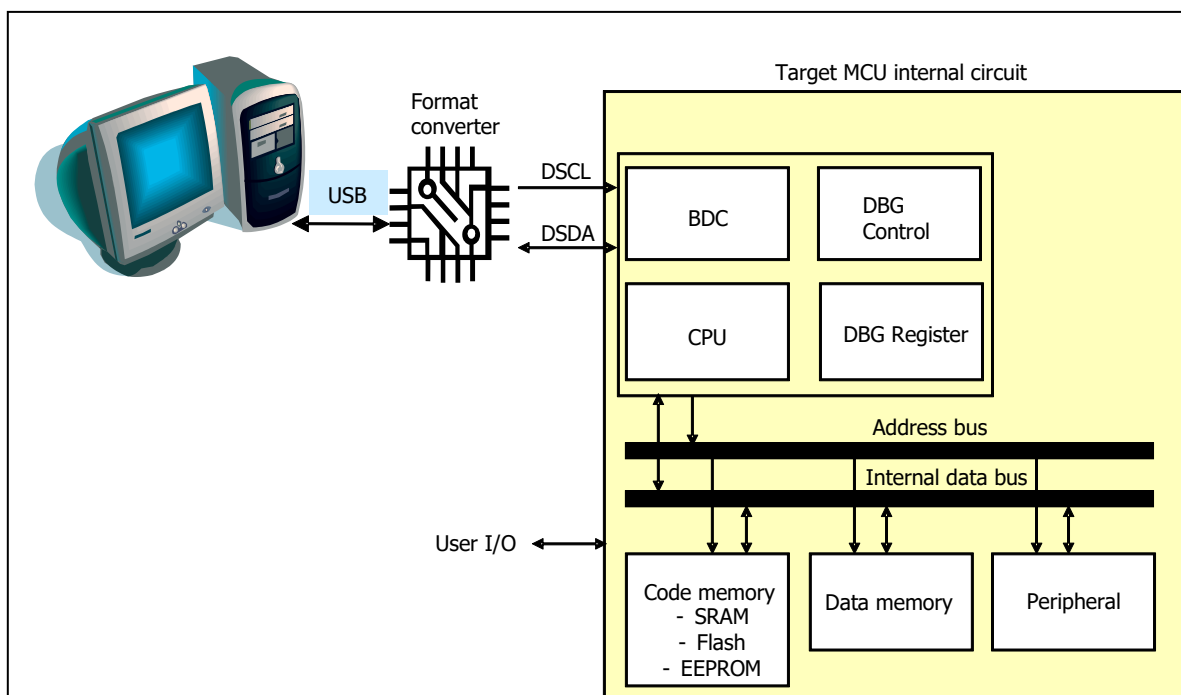 Target MCU internal circuit
Format
converter
USB
DSCL
DSDA
BDC
DBG
Control
CPU
DBG Register
Address bus
Internal data bus
User I/O
Code memory
- SRAM
- Flash
- EEPROM
Data memory
Peripheral